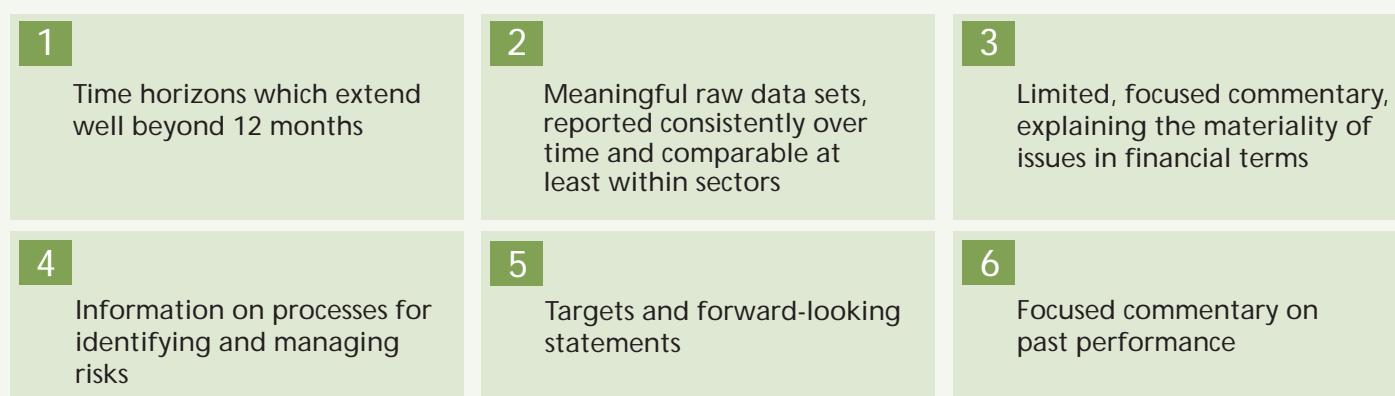 1
Time horizons which extend
well beyond 12 months
2
Meaningful raw data sets,
reported consistently over
time and comparable at
least within sectors
3
Limited, focused commentary,
explaining the materiality of
issues in financial terms
4
Information on processes for
identifying and managing
risks
5
Targets and forward-looking
statements
6
Focused commentary on
past performance